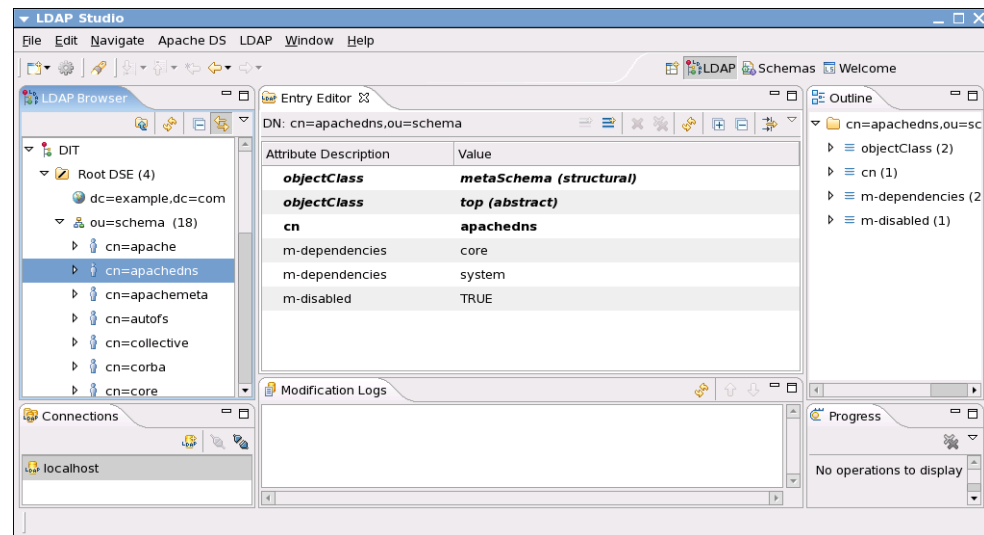 LDAP Studio
File Edit Navigate Apache DS LDAP Window Help
LDAP Schemas Welcome
LDAP Browser
DIT
Root DSE (4)
dc=example,dc=com
ou=schema (18)
cn=apache
cn=apachedns
cn=apachemeta
cn=autofs
cn=collective
cn=corba
cn=core
Connections
localhost
Entry Editor
DN: cn=apachedns,ou=schema
Attribute Description Value
objectClass metaSchema (structural)
objectClass top (abstract)
cn apachedns
m-dependencies core
m-dependencies system
m-disabled TRUE
Modification Logs
Outline
cn=apachedns,ou=sc
objectClass (2)
cn (1)
m-dependencies (2
m-disabled (1)
Progress
No operations to display